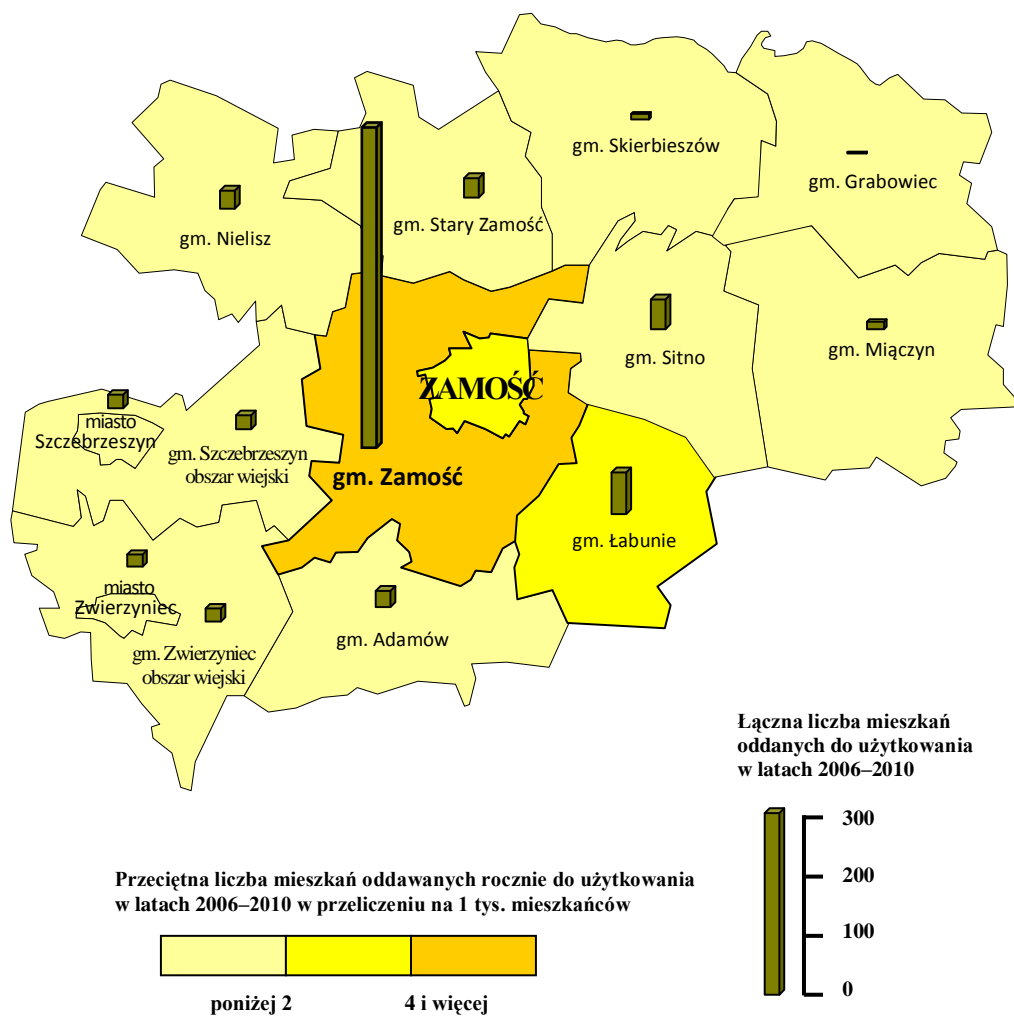 gm. Skierbieszów
gm. Grabowiec
gm. Nielisz
gm. Stary Zamość
gm. Sitno
gm. Miączyn
ZAMOŚĆ
miasto
Szczebrzeszyn
gm. Szczebrzeszyn
obszar wiejski
gm. Zamość
gm. Łabunie
miasto
Zwierzyniec
gm. Zwierzyniec
obszar wiejski
gm. Adamów
Łączna liczba mieszkań
oddanych do użytkowania
w latach 2006–2010
300
200
100
0
Przeciętna liczba mieszkań oddawanych rocznie do użytkowania
w latach 2006–2010 w przeliczeniu na 1 tys. mieszkańców
poniżej 2
4 i więcej